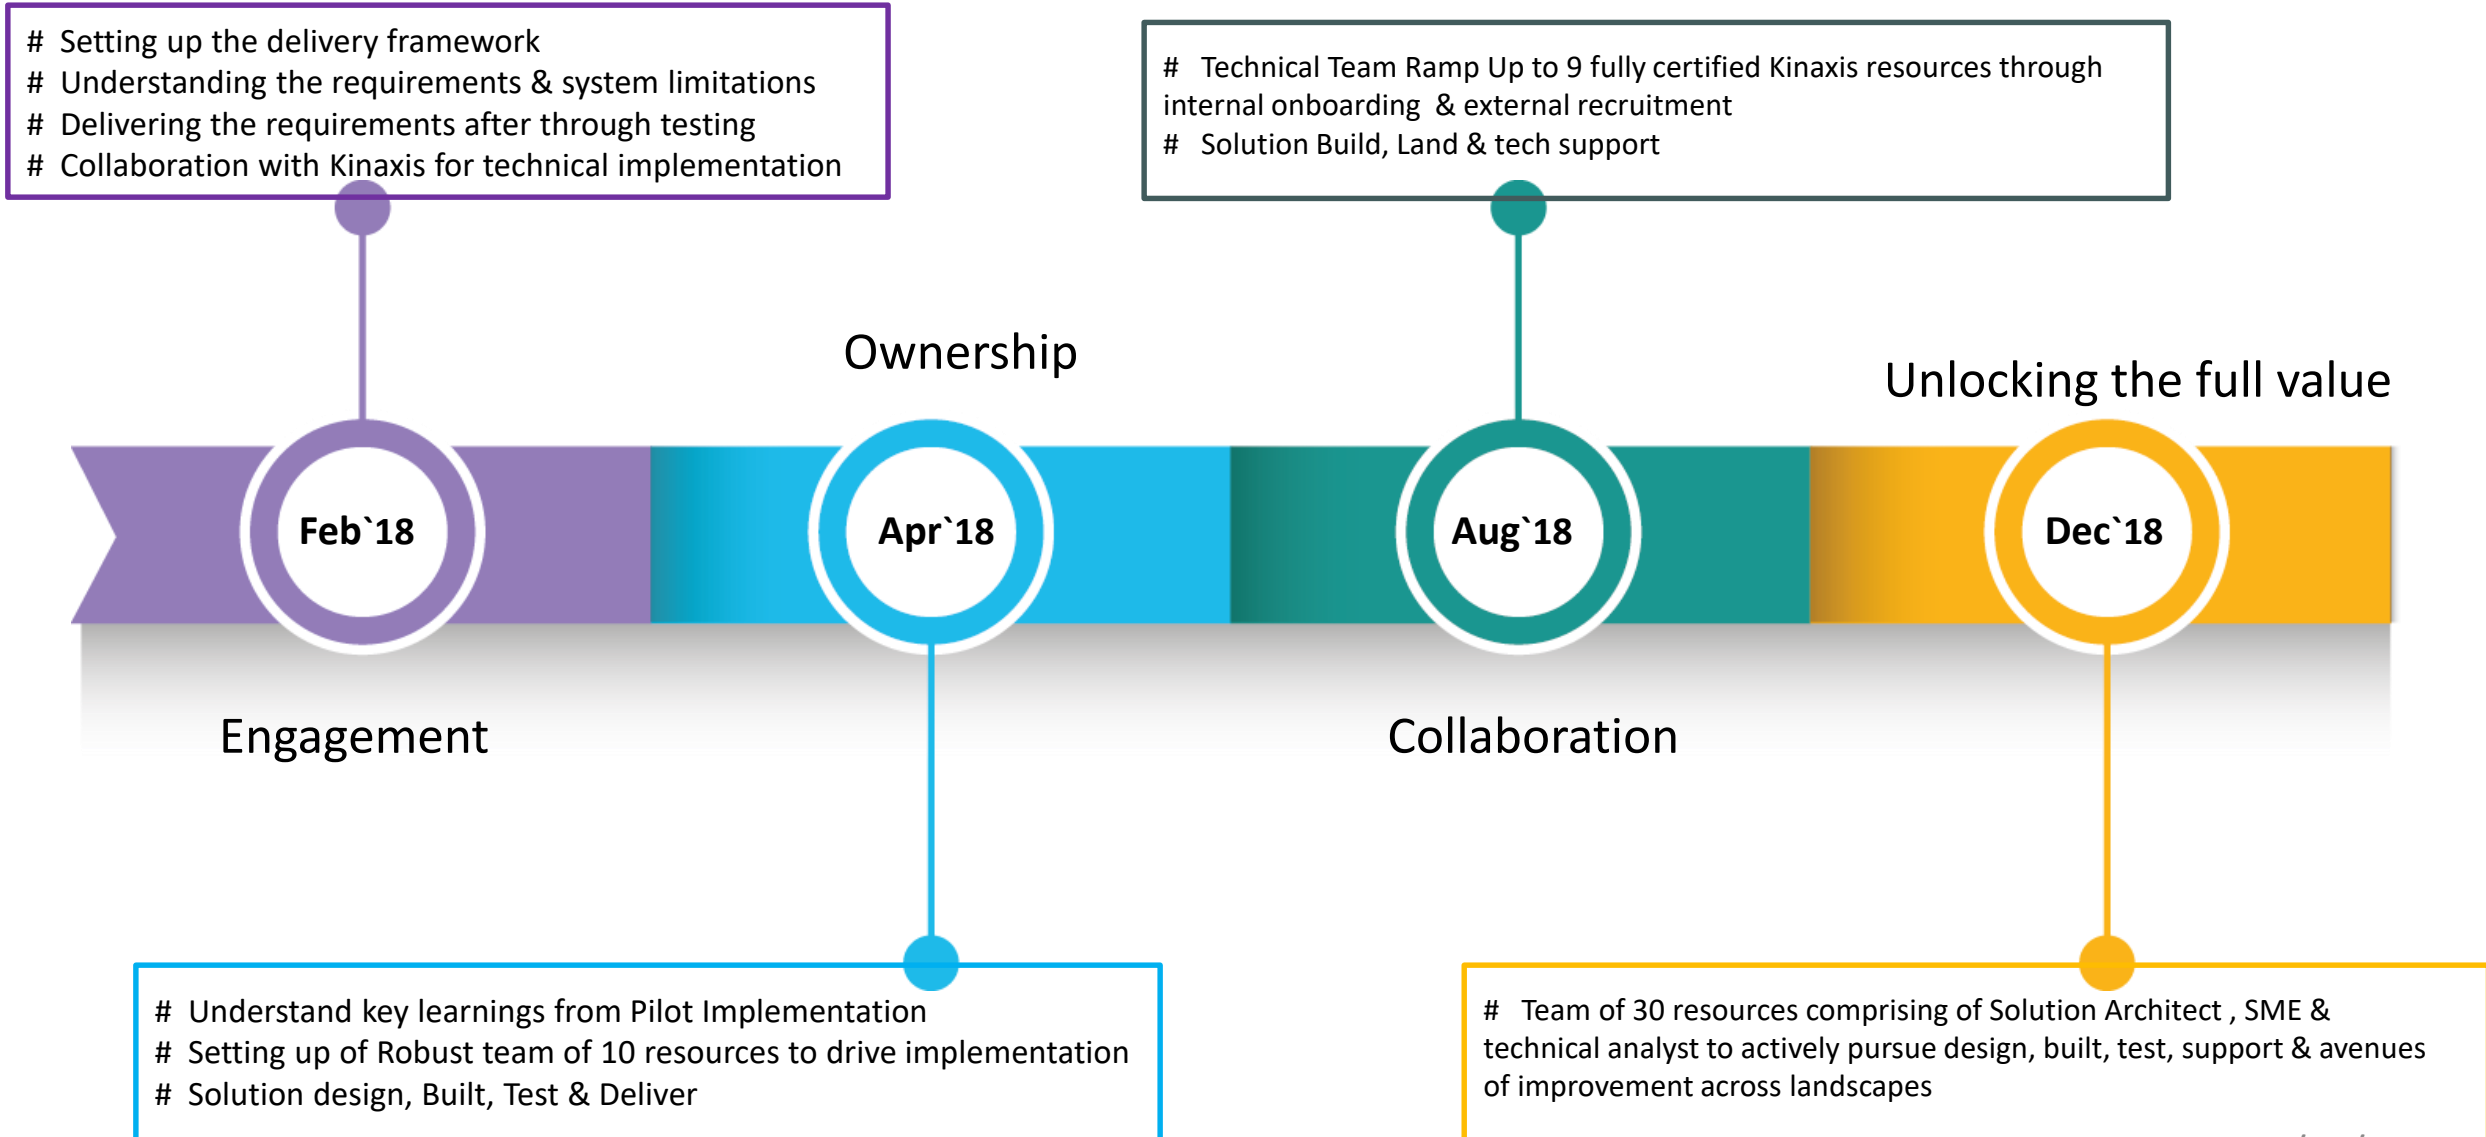 # Setting up the delivery framework
# Understanding the requirements & system limitations
# Delivering the requirements after through testing
# Collaboration with Kinaxis for technical implementation
# Technical Team Ramp Up to 9 fully certified Kinaxis resources through
internal onboarding & external recruitment
# Solution Build, Land & tech support
Ownership
Unlocking the full value
Feb`18
Apr`18
Aug`18
Dec`18
Engagement
Collaboration
# Understand key learnings from Pilot Implementation
# Setting up of Robust team of 10 resources to drive implementation
# Solution design, Built, Test & Deliver
# Team of 30 resources comprising of Solution Architect , SME &
technical analyst to actively pursue design, built, test, support & avenues
of improvement across landscapes